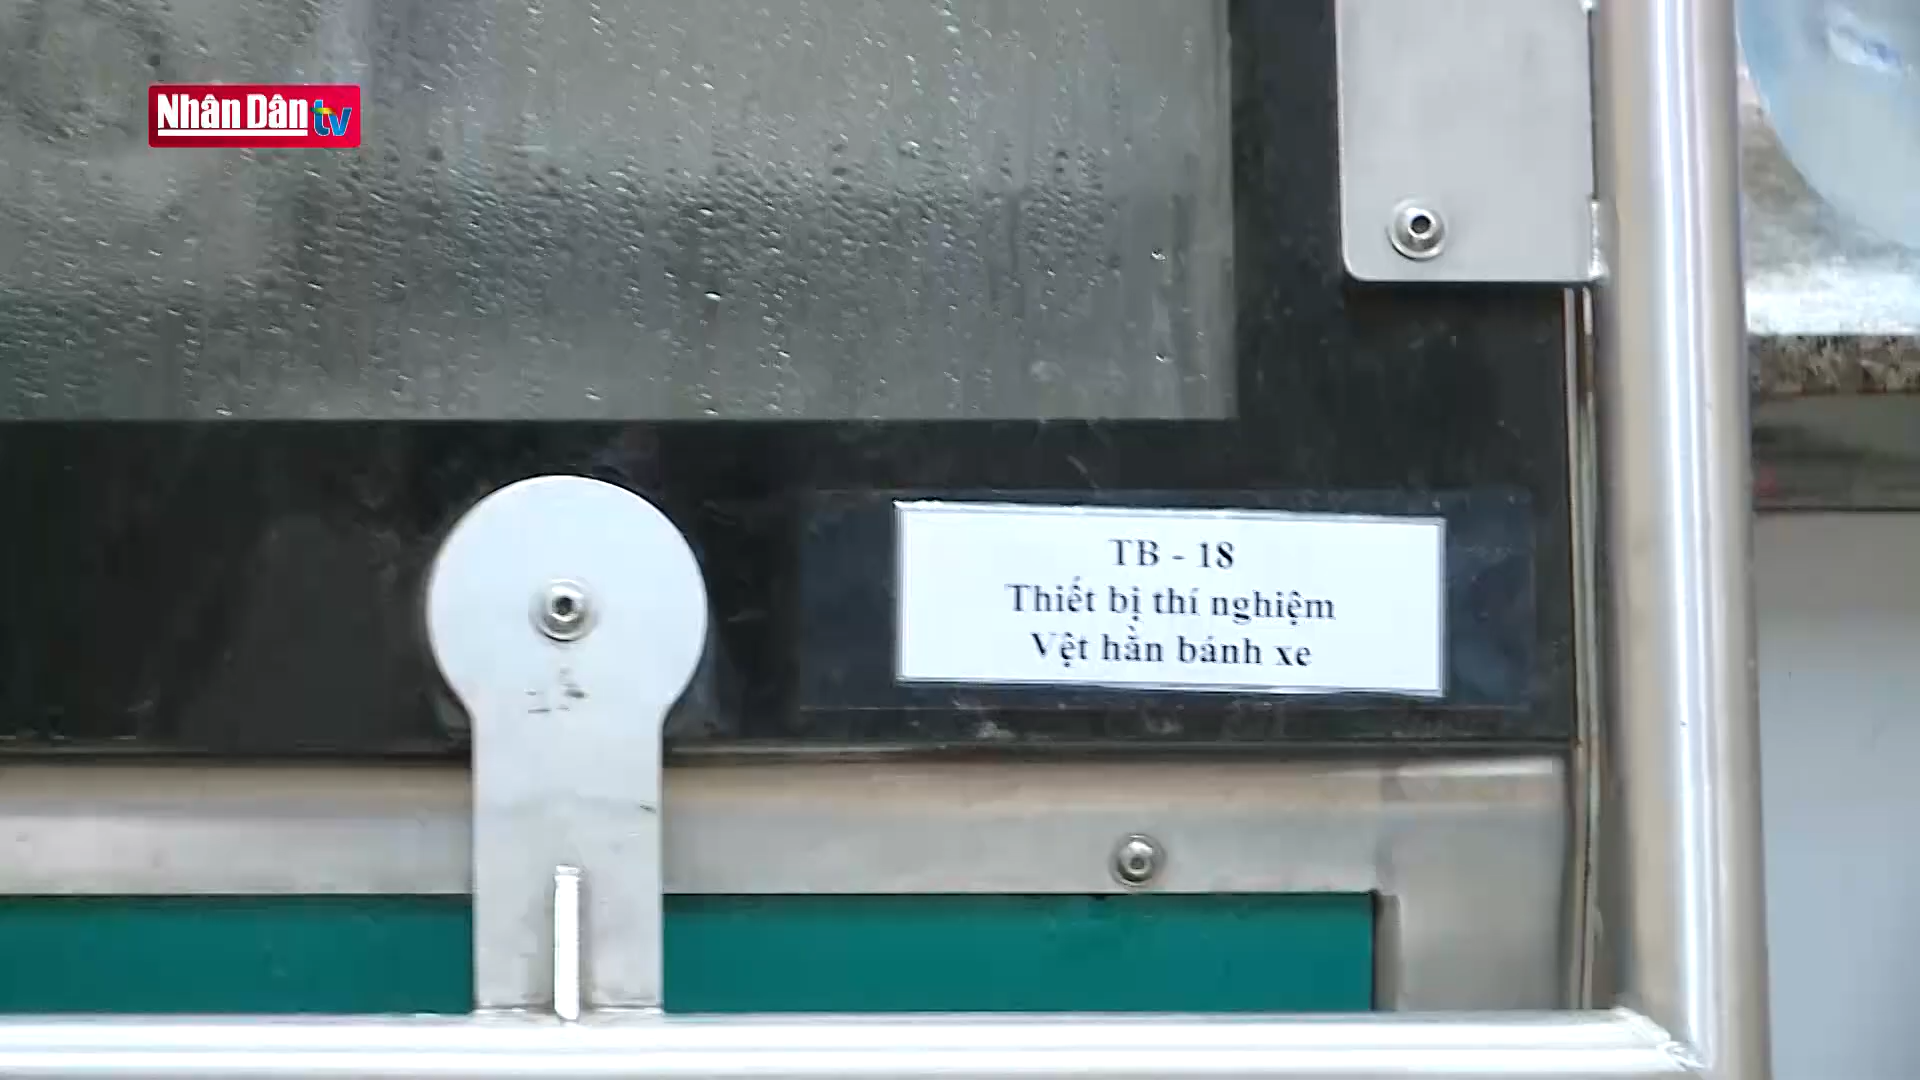 Nhân Dân tv
TB - 18
Thiết bị thí nghiệm
Vệt hằn bánh xe